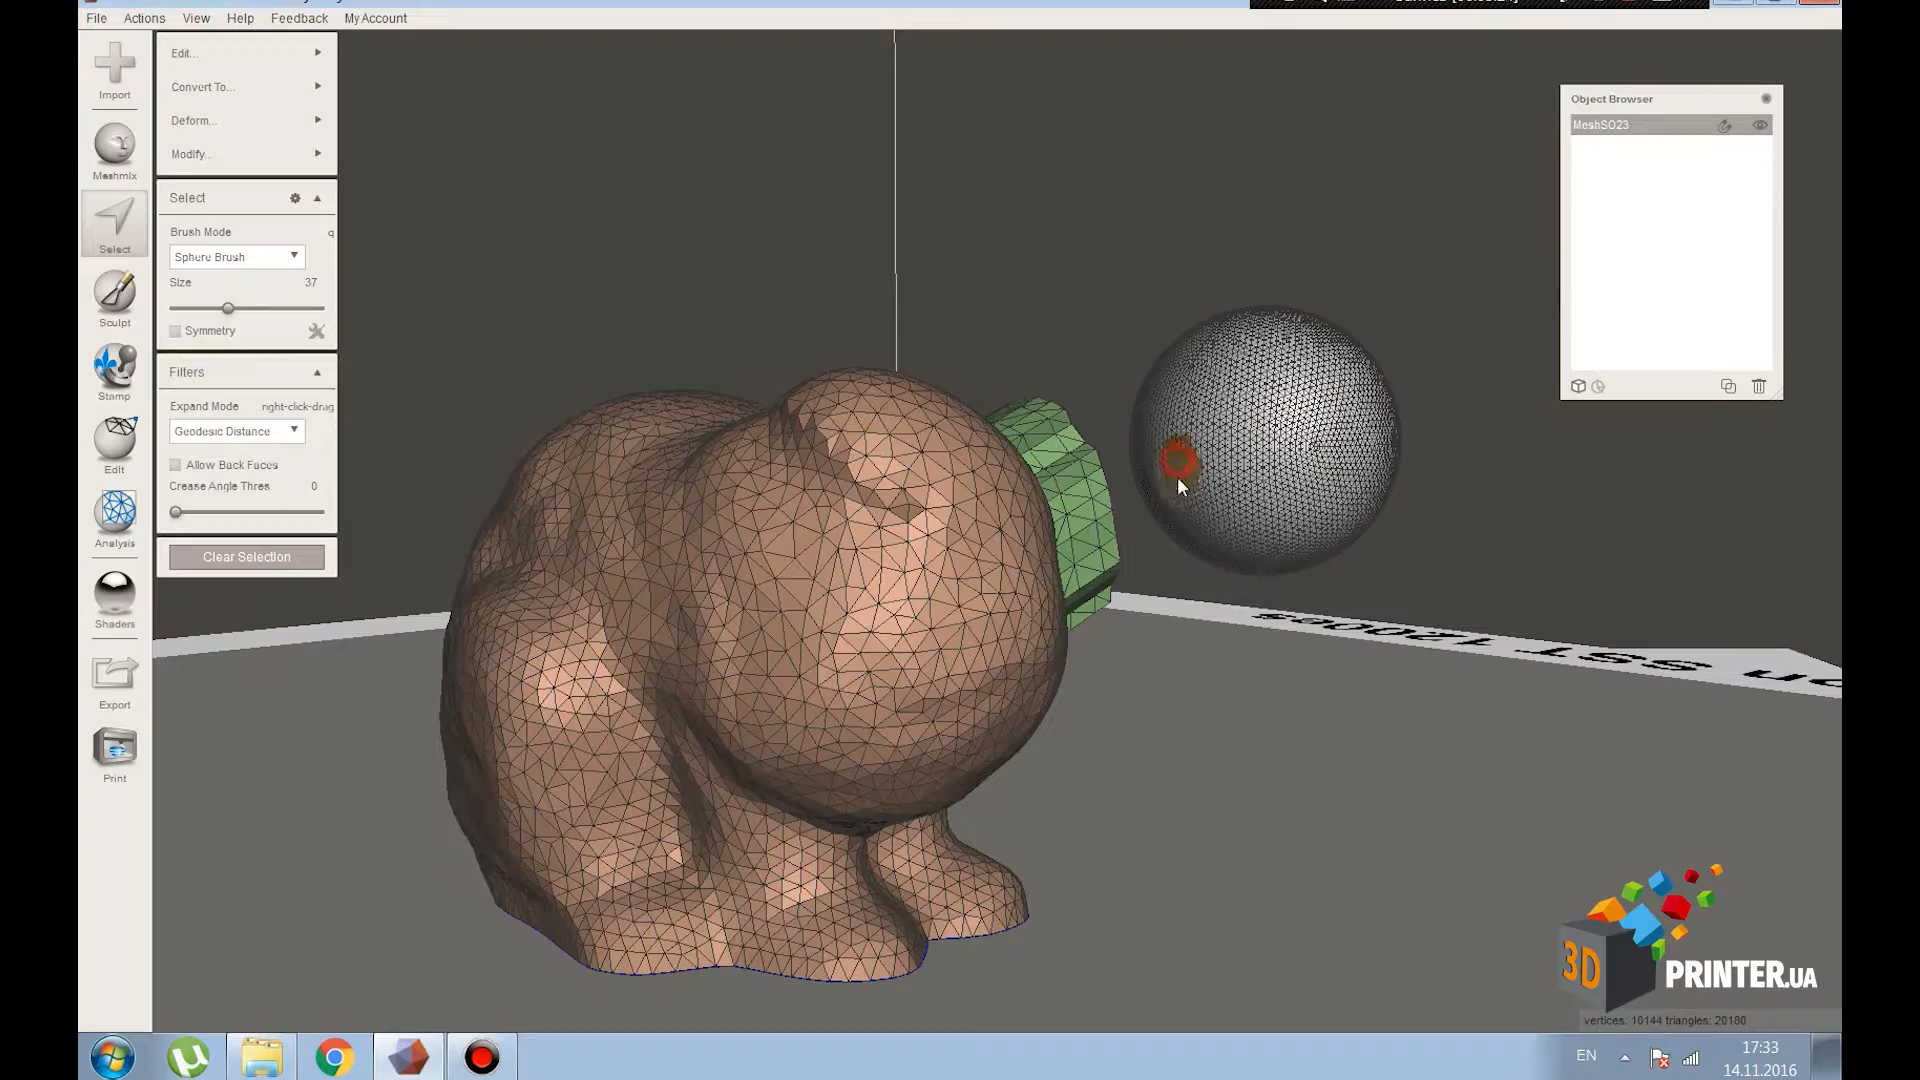 File Actions View Help Feedback My Account
Import
Meshmix
Select
Sculpt
Stamp
Edit
Analysis
Shaders
Export
Print
Edit...
Convert To...
Deform...
Modify...
Select
Brush Mode q
Sphere Brush
Size 37
Symmetry
Filters
Expand Mode right-click-drag
Geodesic Distance
Allow Back Faces
Crease Angle Thres 0
Clear Selection
Object Browser
MeshSO23
3D PRINTER.UA
vertices: 10144 triangles: 20180
EN
17:33
14.11.2016